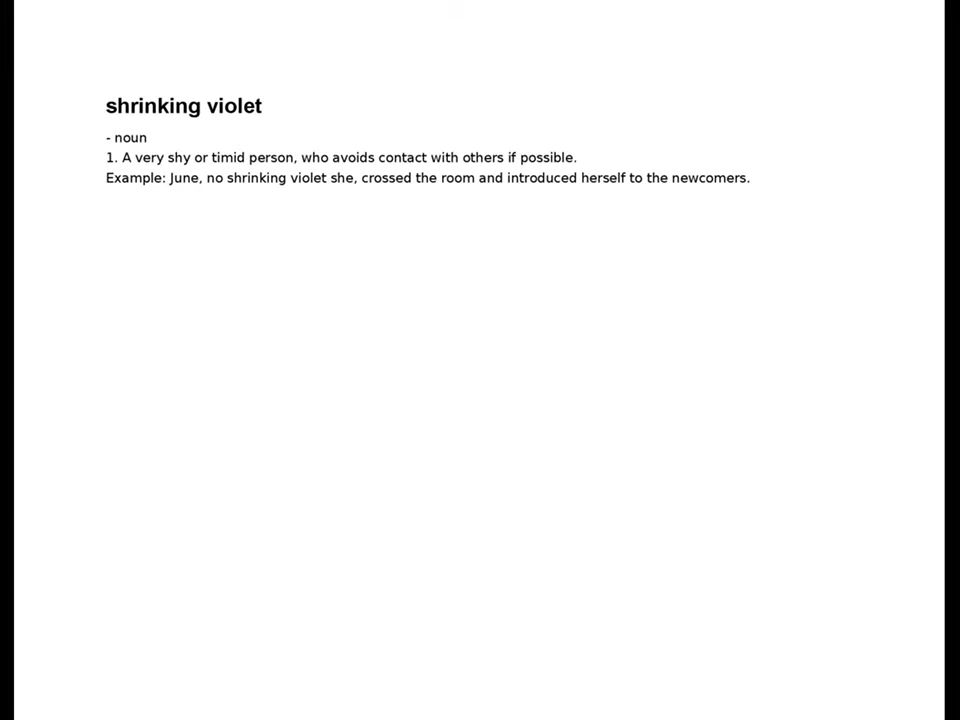 shrinking violet
- noun
1. A very shy or timid person, who avoids contact with others if possible.
Example: June, no shrinking violet she, crossed the room and introduced herself to the newcomers.